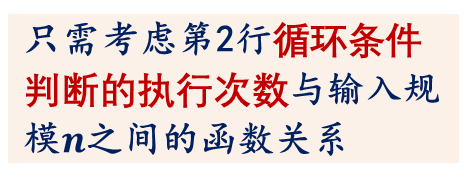 只需考虑第2行循环条件
判断的执行次数与输入规
模n之间的函数关系